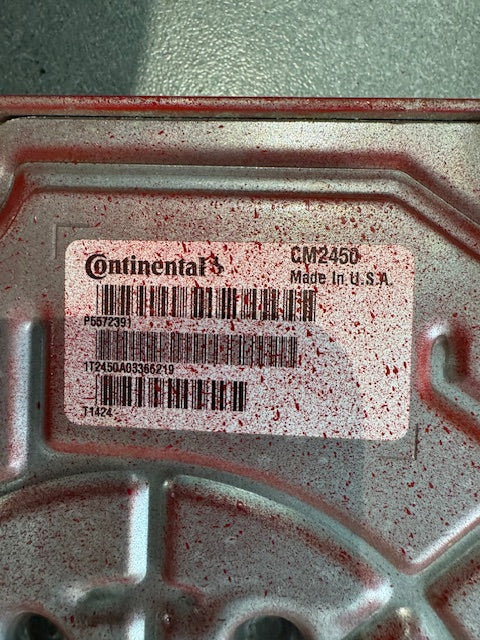 Continental
CM2450
Made In U.S.A.
P5572391
1T2450A03366219
T1424